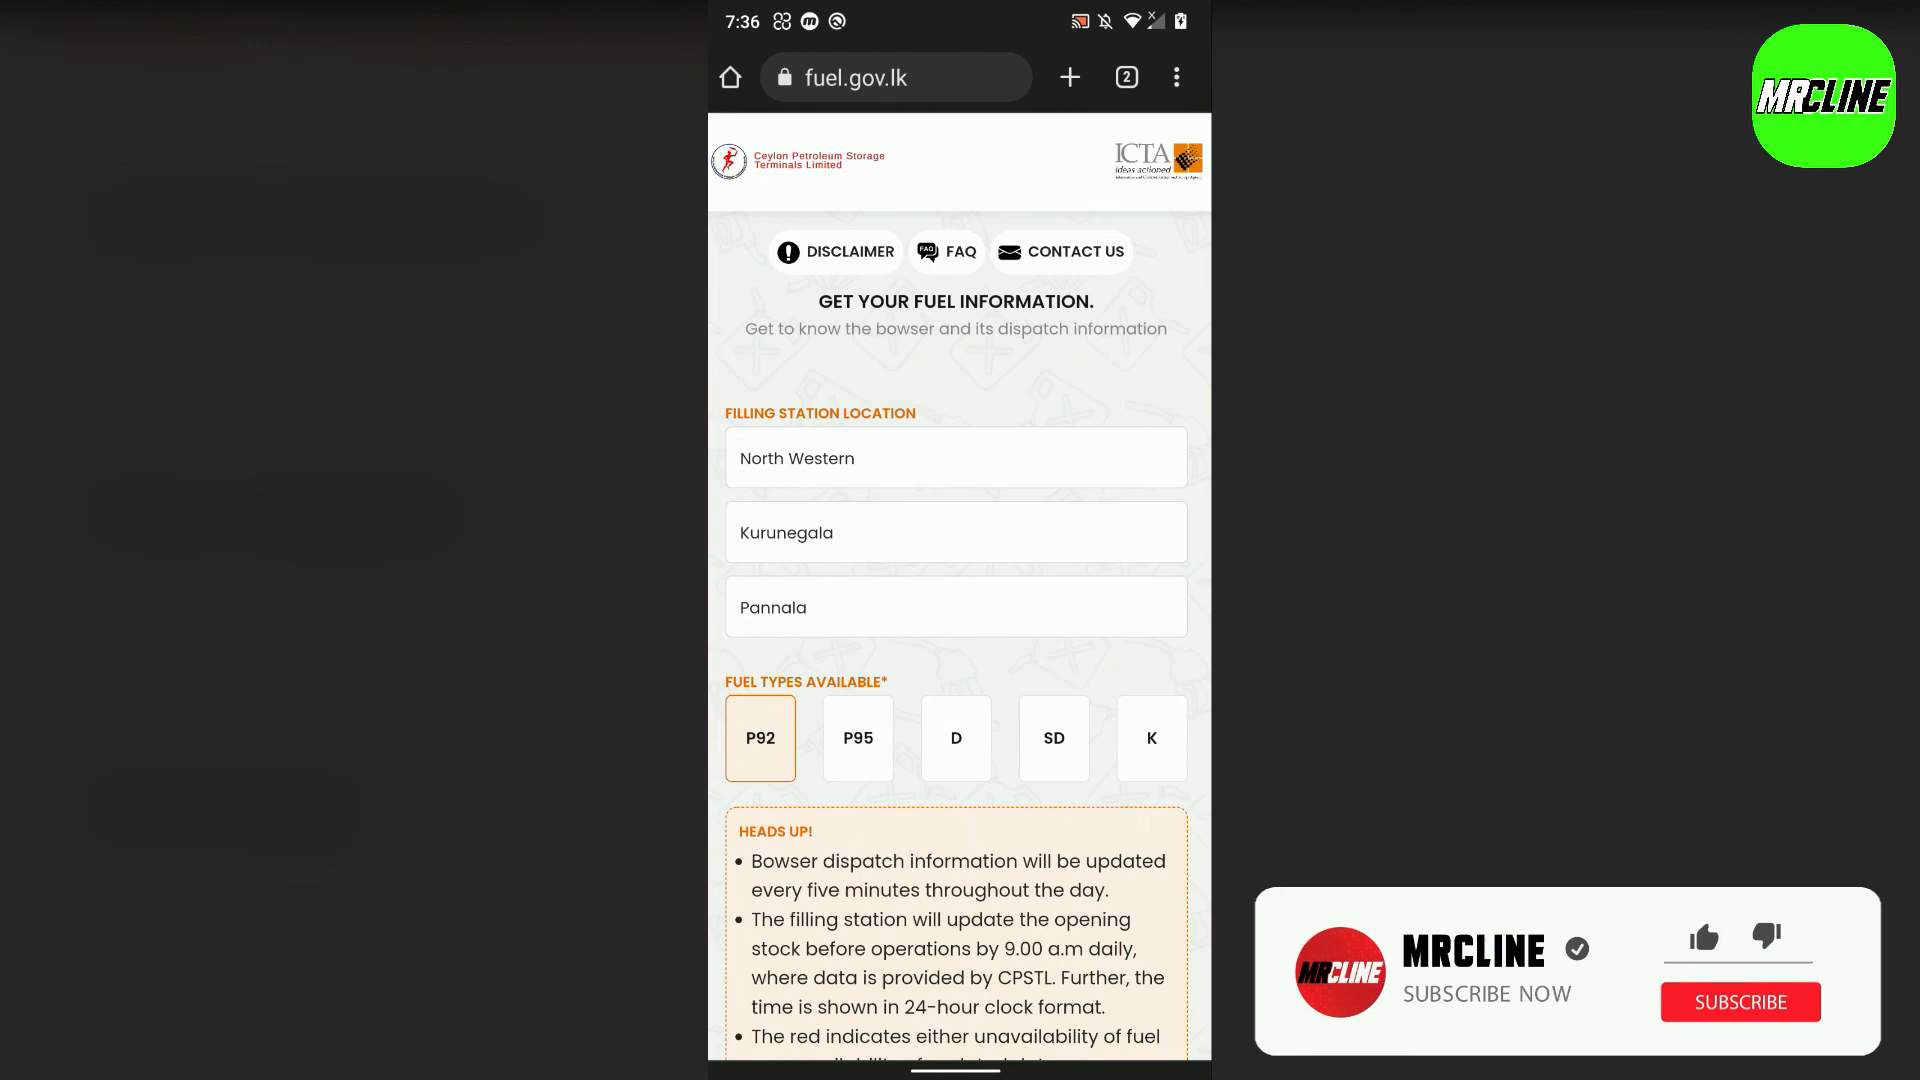 7:36
fuel.gov.lk
2
MRCLINE
Ceylon Petroleum Storage
Terminals Limited
ICTA
ideas actioned
DISCLAIMER
FAQ
FAQ
CONTACT US
GET YOUR FUEL INFORMATION.
Get to know the bowser and its dispatch information
FILLING STATION LOCATION
North Western
Kurunegala
Pannala
FUEL TYPES AVAILABLE*
P92
P95
D
SD
K
HEADS UP!
• Bowser dispatch information will be updated
every five minutes throughout the day.
• The filling station will update the opening
stock before operations by 9.00 a.m daily,
where data is provided by CPSTL. Further, the
time is shown in 24-hour clock format.
• The red indicates either unavailability of fuel
MRCLINE
MRCLINE
SUBSCRIBE NOW
SUBSCRIBE